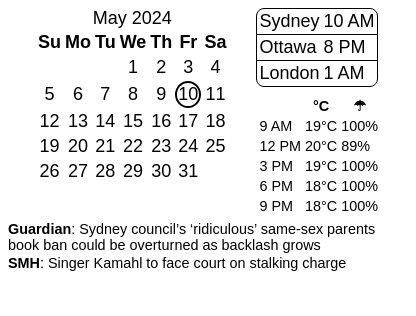 May 2024
Su Mo Tu We Th Fr Sa
1 2 3 4
5 6 7 8 9 10 11
12 13 14 15 16 17 18
19 20 21 22 23 24 25
26 27 28 29 30 31
Sydney 10 AM
Ottawa 8 PM
London 1 AM
°C ☂
9 AM 19°C 100%
12 PM 20°C 89%
3 PM 19°C 100%
6 PM 18°C 100%
9 PM 18°C 100%
Guardian: Sydney council’s ‘ridiculous’ same-sex parents
book ban could be overturned as backlash grows
SMH: Singer Kamahl to face court on stalking charge